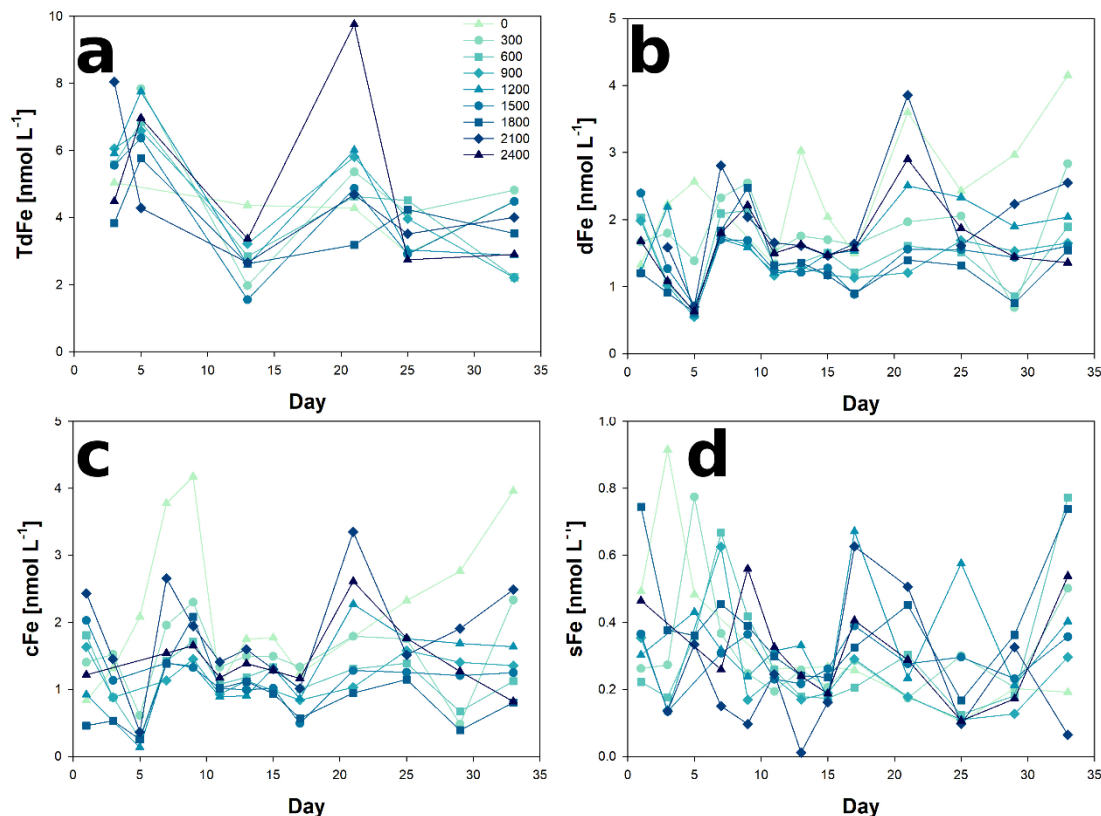 a
TdFe [nmol L⁻¹]
10
8
6
4
2
0
0 5 10 15 20 25 30 35
Day
0
300
600
900
1200
1500
1800
2100
2400
b
dFe [nmol L⁻¹]
5
4
3
2
1
0
0 5 10 15 20 25 30 35
Day
c
cFe [nmol L⁻¹]
5
4
3
2
1
0
0 5 10 15 20 25 30 35
Day
d
sFe [nmol L⁻¹]
1.0
0.8
0.6
0.4
0.2
0.0
0 5 10 15 20 25 30 35
Day